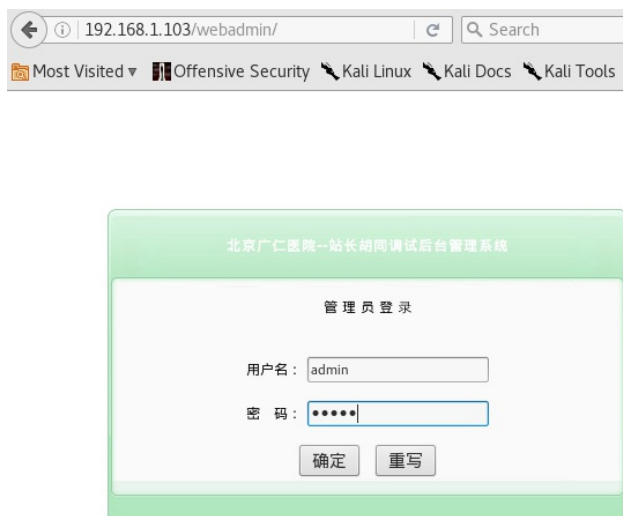 192.168.1.103/webadmin/ Search
Most Visited Offensive Security Kali Linux Kali Docs Kali Tools
北京广仁医院--站长胡同调试后台管理系统
管理员登录
用户名： admin
密 码： •••••
确定 重写